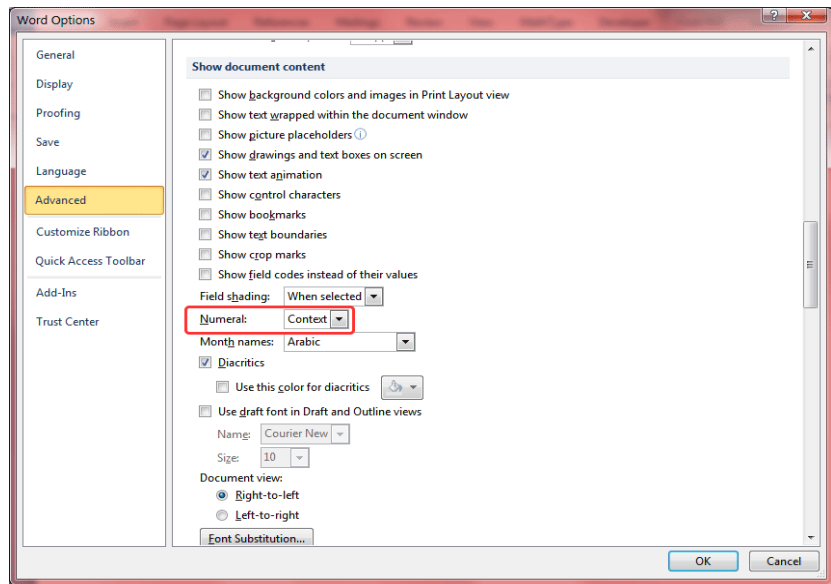 Word Options
General
Display
Proofing
Save
Language
Advanced
Customize Ribbon
Quick Access Toolbar
Add-Ins
Trust Center
Show document content
Show background colors and images in Print Layout view
Show text wrapped within the document window
Show picture placeholders
Show drawings and text boxes on screen
Show text animation
Show control characters
Show bookmarks
Show text boundaries
Show crop marks
Show field codes instead of their values
Field shading: When selected
Numeral: Context
Month names: Arabic
Diacritics
Use this color for diacritics
Use draft font in Draft and Outline views
Name: Courier New
Size: 10
Document view:
Right-to-left
Left-to-right
Font Substitution...
OK Cancel